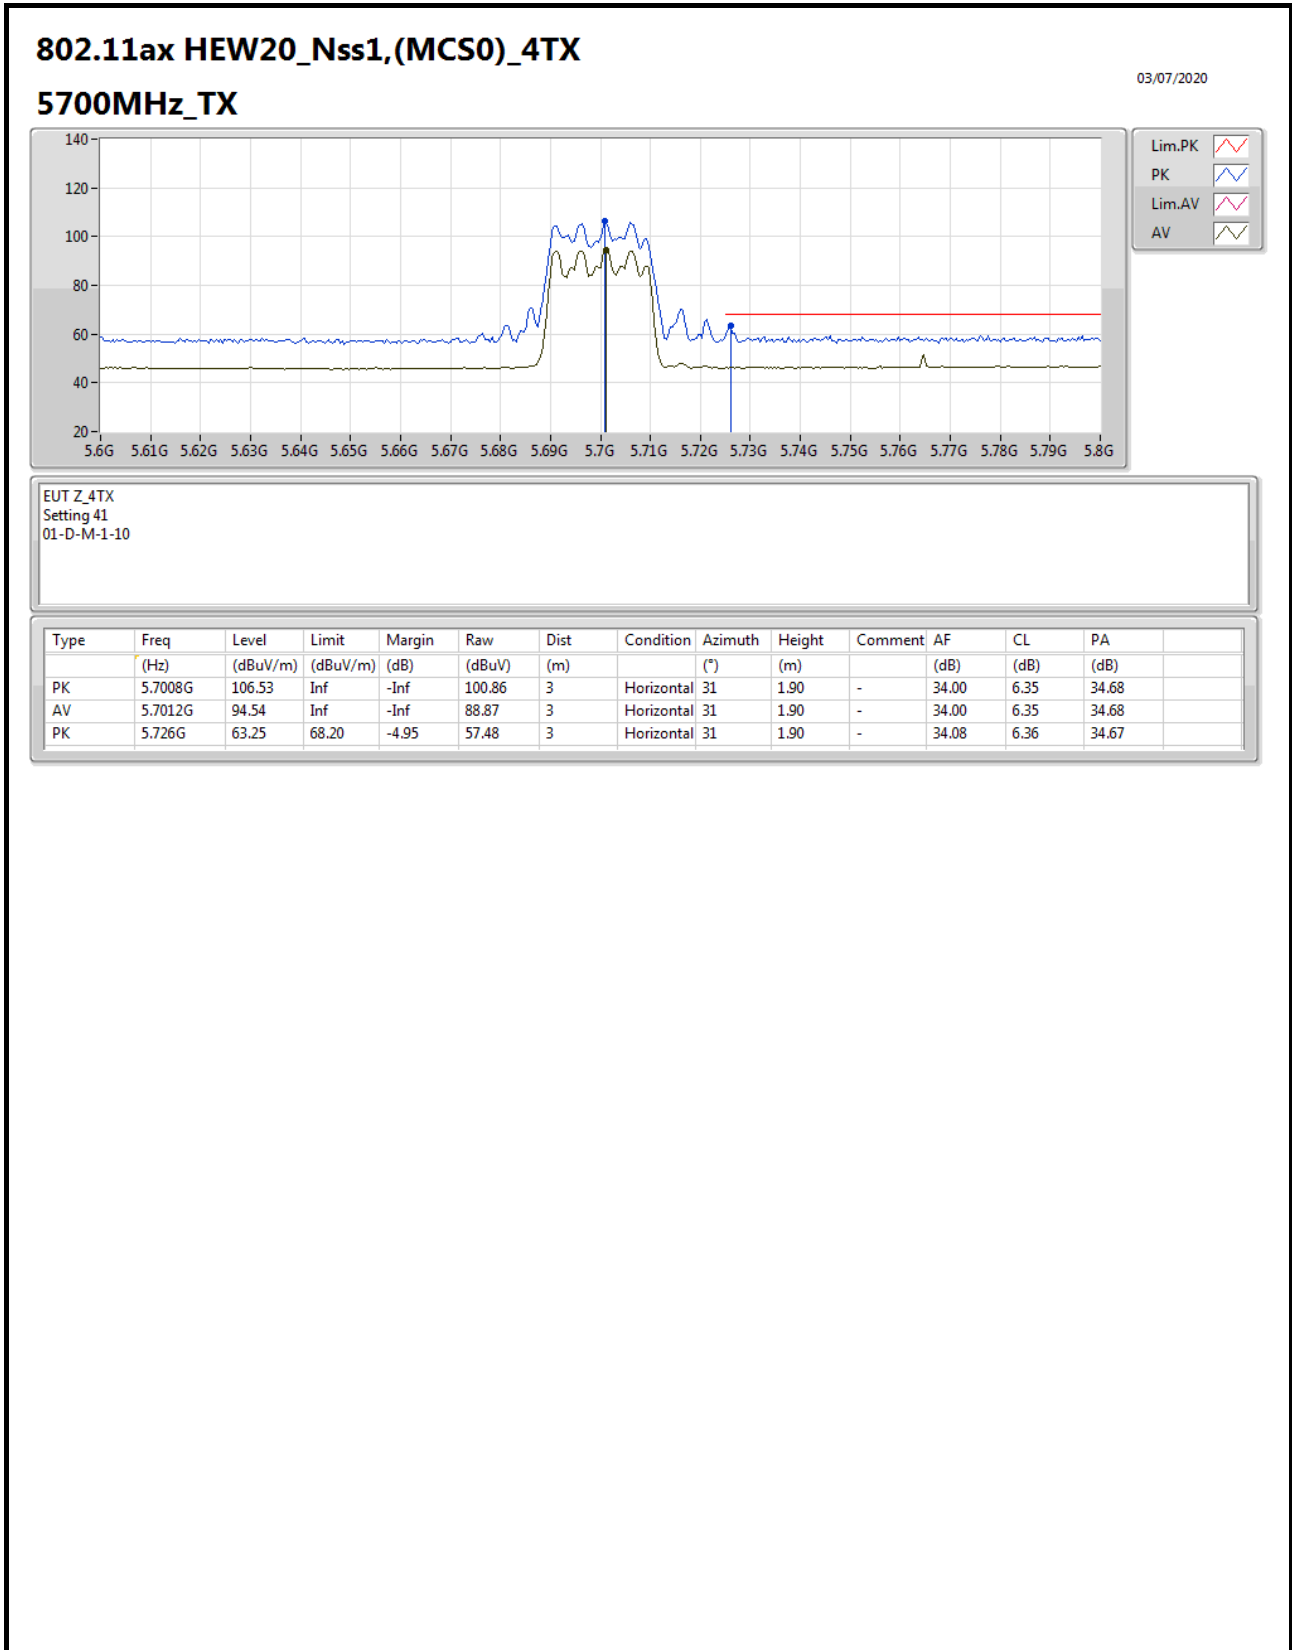 802.11ax HEW20_Nss1,(MCS0)_4TX
03/07/2020
5700MHz_TX
140
120
100
80
60
40
20
5.6G 5.61G 5.62G 5.63G 5.64G 5.65G 5.66G 5.67G 5.68G 5.69G 5.7G 5.71G 5.72G 5.73G 5.74G 5.75G 5.76G 5.77G 5.78G 5.79G 5.8G
Lim.PK
PK
Lim.AV
AV
EUT Z_4TX
Setting 41
01-D-M-1-10
Type Freq Level Limit Margin Raw Dist Condition Azimuth Height Comment AF CL PA
(Hz) (dBuV/m) (dBuV/m) (dB) (dBuV) (m) (°) (m) (dB) (dB) (dB)
PK 5.7008G 106.53 Inf -Inf 100.86 3 Horizontal 31 1.90 - 34.00 6.35 34.68
AV 5.7012G 94.54 Inf -Inf 88.87 3 Horizontal 31 1.90 - 34.00 6.35 34.68
PK 5.726G 63.25 68.20 -4.95 57.48 3 Horizontal 31 1.90 - 34.08 6.36 34.67